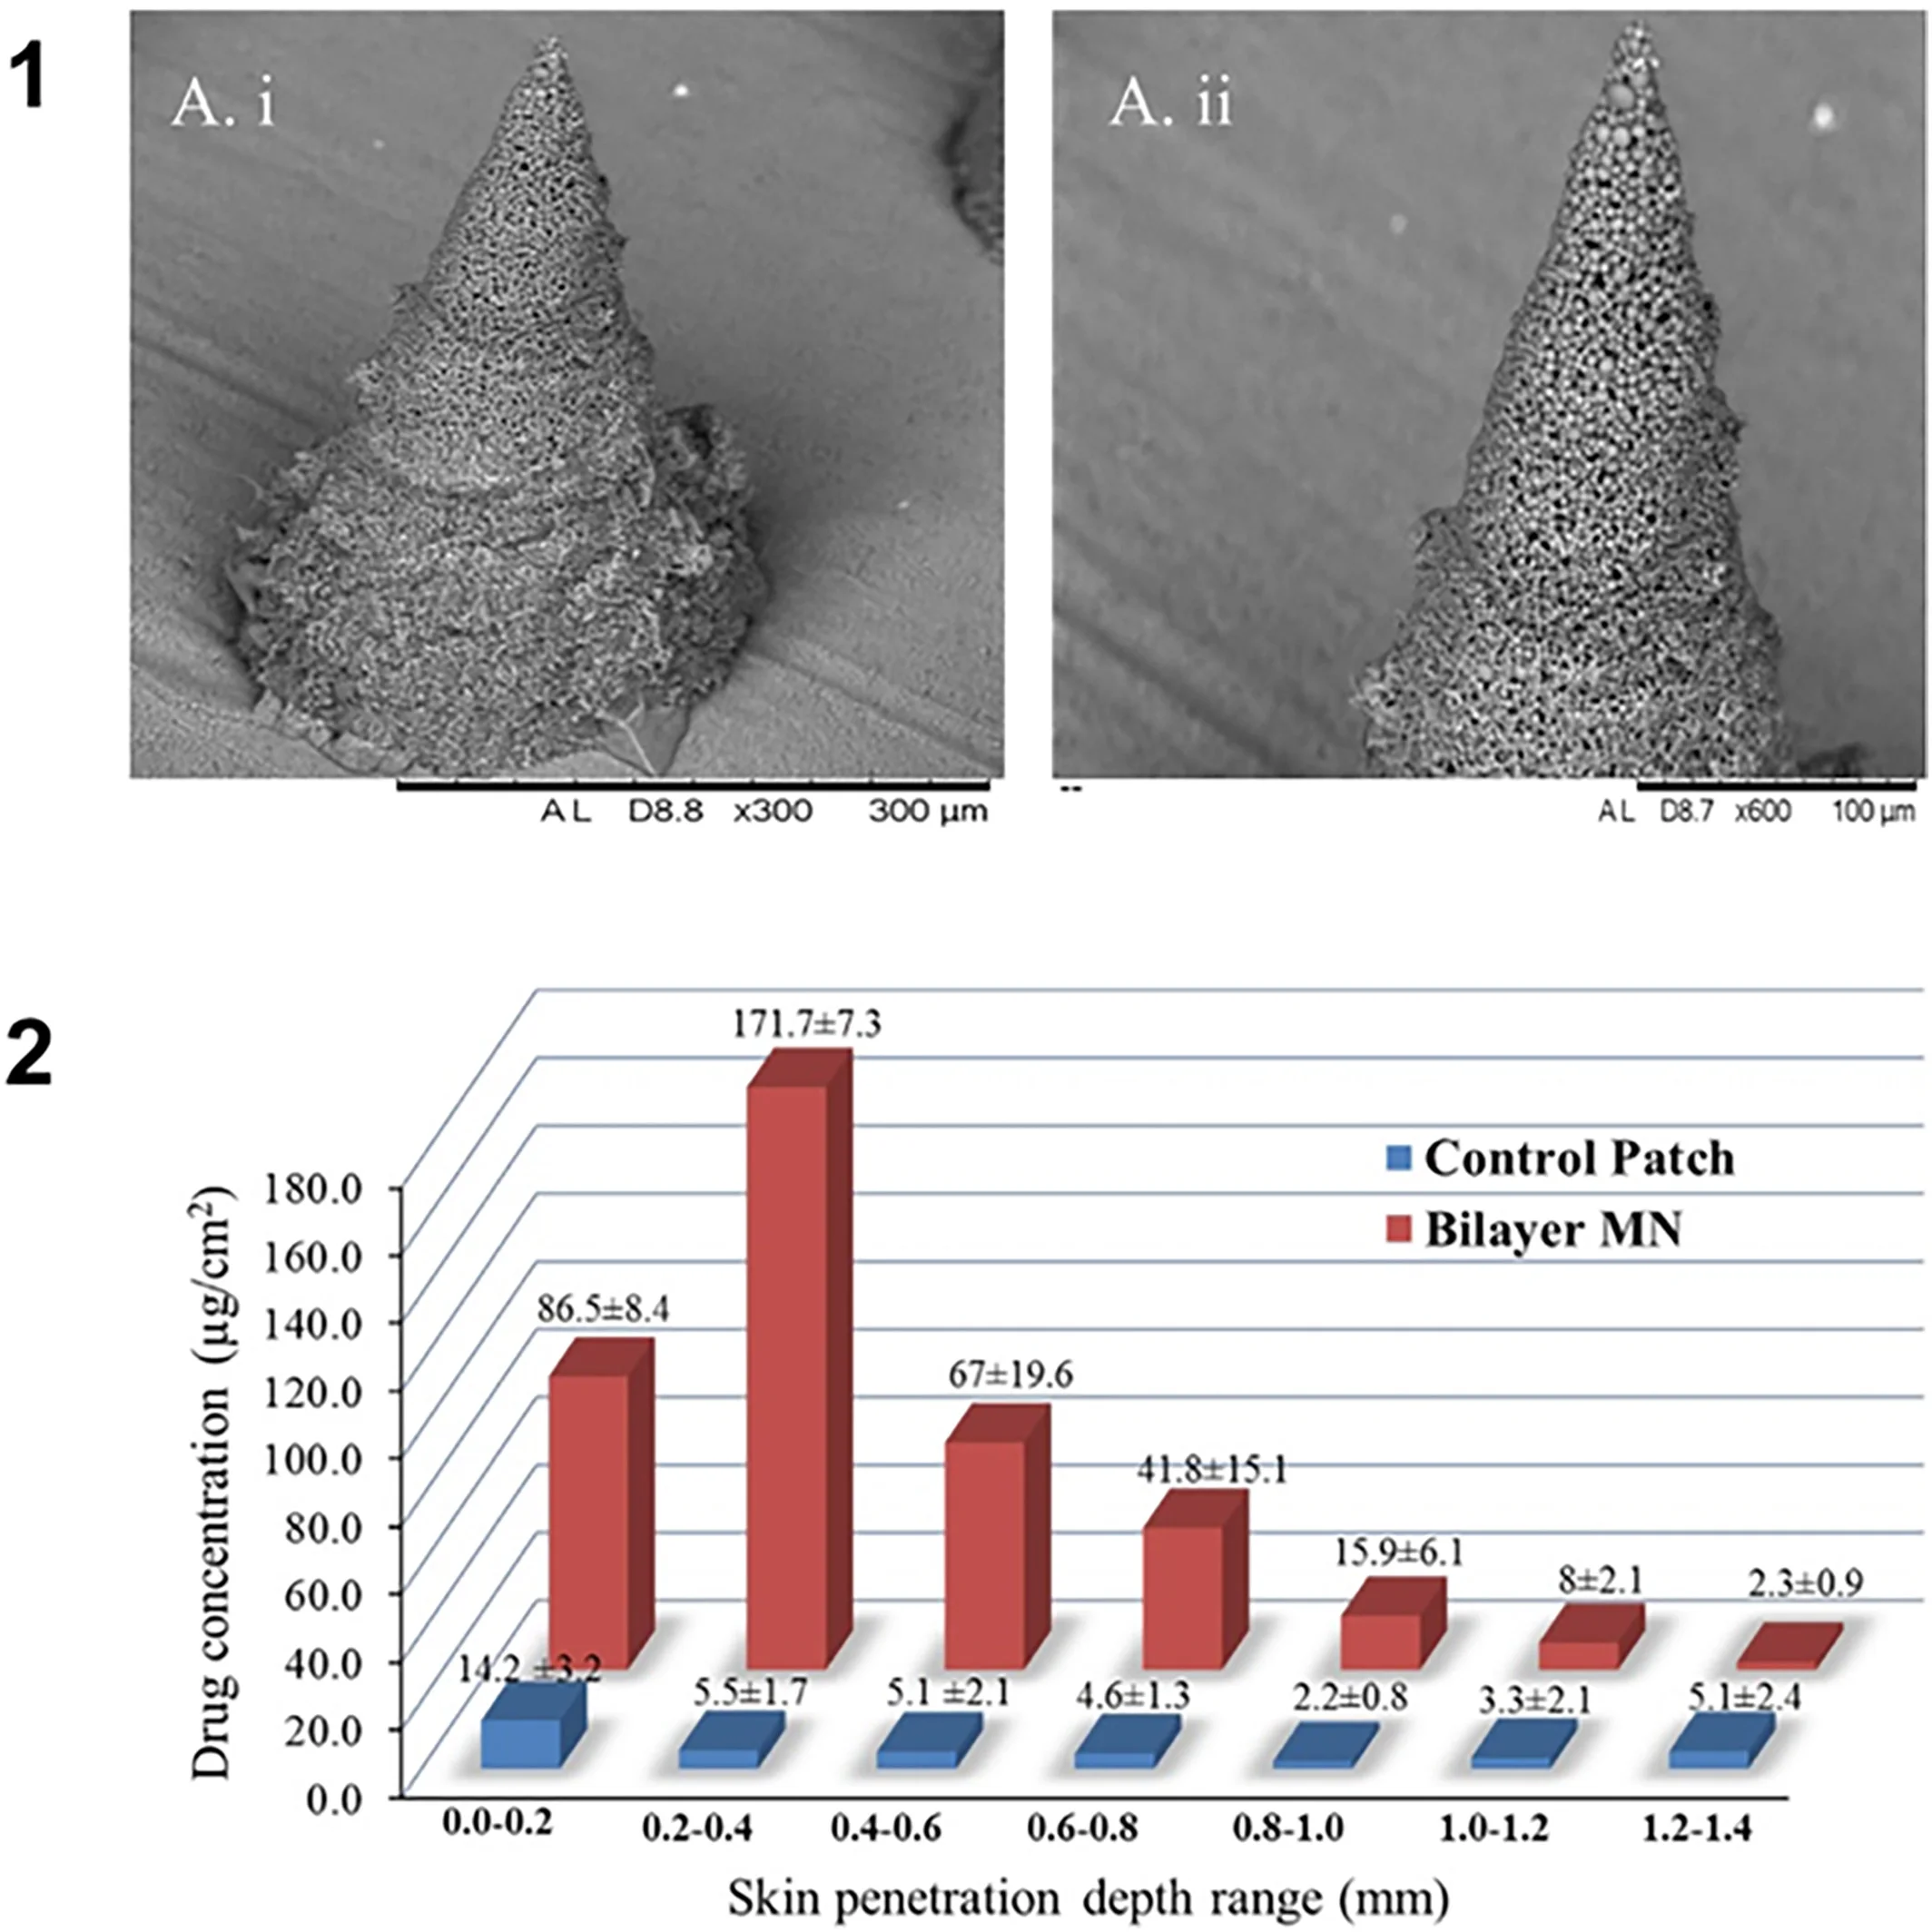 1
A. i
A. ii
AL D8.8 x300 300 µm
AL D8.7 x600 100 µm
2
Drug concentration (µg/cm²)
180.0
160.0
140.0
120.0
100.0
80.0
60.0
40.0
20.0
0.0
171.7±7.3
86.5±8.4
67±19.6
41.8±15.1
15.9±6.1
8±2.1
2.3±0.9
14.2 ±3.2
5.5±1.7
5.1 ±2.1
4.6±1.3
2.2±0.8
3.3±2.1
5.1±2.4
Control Patch
Bilayer MN
0.0-0.2 0.2-0.4 0.4-0.6 0.6-0.8 0.8-1.0 1.0-1.2 1.2-1.4
Skin penetration depth range (mm)